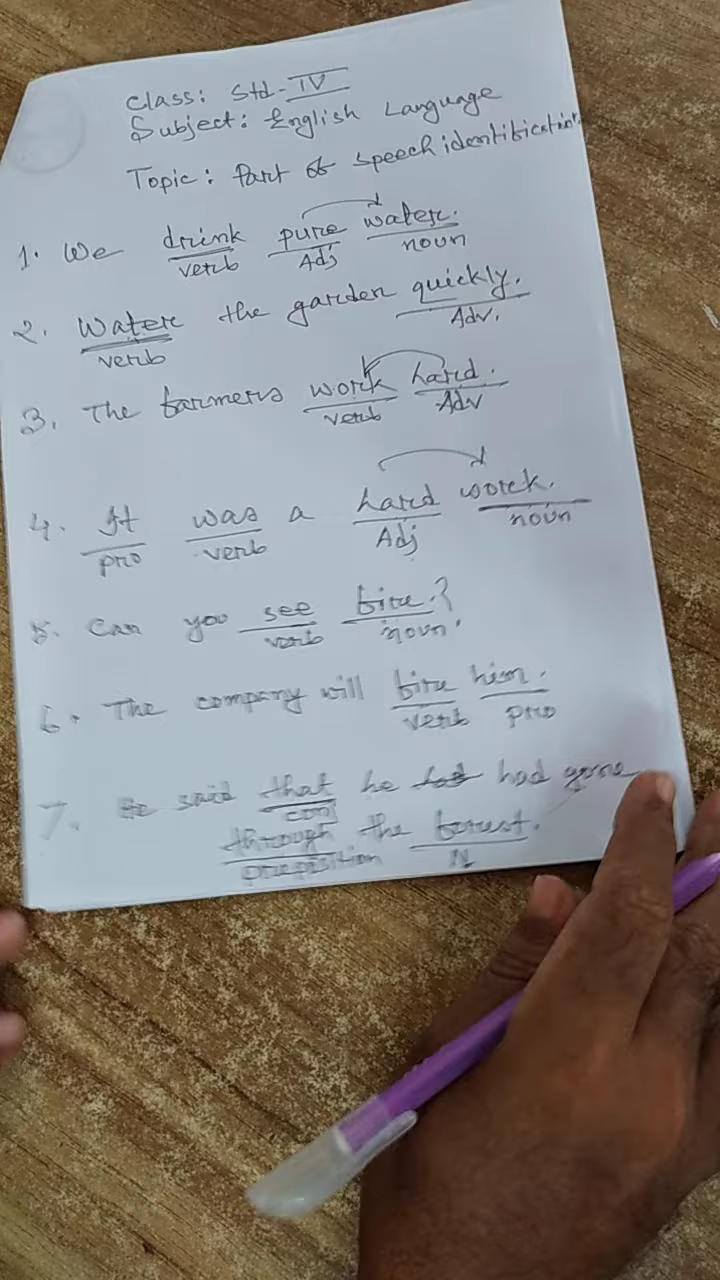 Class: Std-IV
Subject: English Language
Topic: Part of speech identification
1. We drink pure water.
verb Adj noun
2. Water the garden quickly.
verb Adv.
3. The farmers work hard.
verb Adv
4. It was a hard work.
pro verb Adj noun
5. Can you see fire?
verb noun
6. The company will fire him.
verb pro
7. He said that he had had gone
conj
through the forest.
preposition N